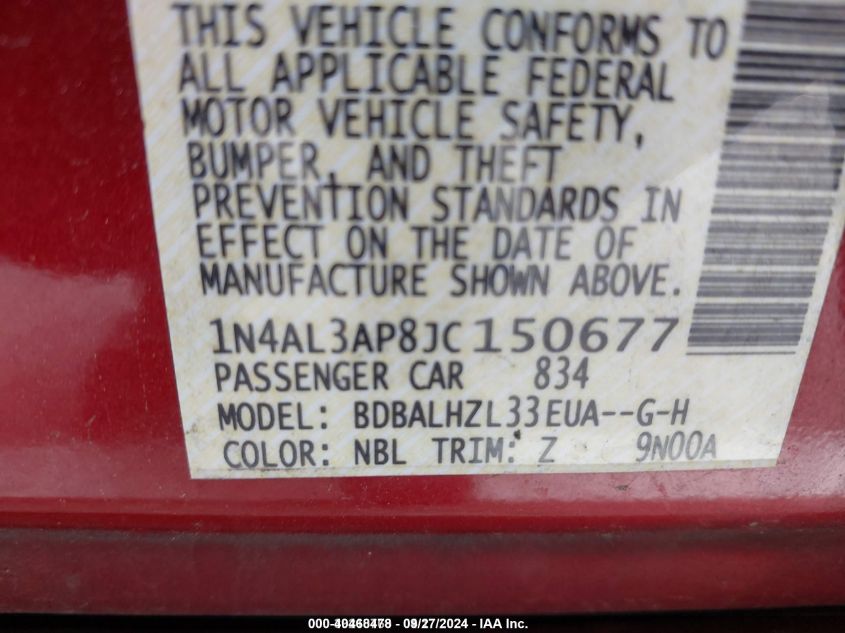 THIS VEHICLE CONFORMS TO
ALL APPLICABLE FEDERAL
MOTOR VEHICLE SAFETY,
BUMPER, AND THEFT
PREVENTION STANDARDS IN
EFFECT ON THE DATE OF
MANUFACTURE SHOWN ABOVE.
1N4AL3AP8JC150677
PASSENGER CAR 834
MODEL: BDBALHZL33EUA--G-H
COLOR: NBL TRIM: Z 9N00A
- 09/27/2024 - IAA Inc.